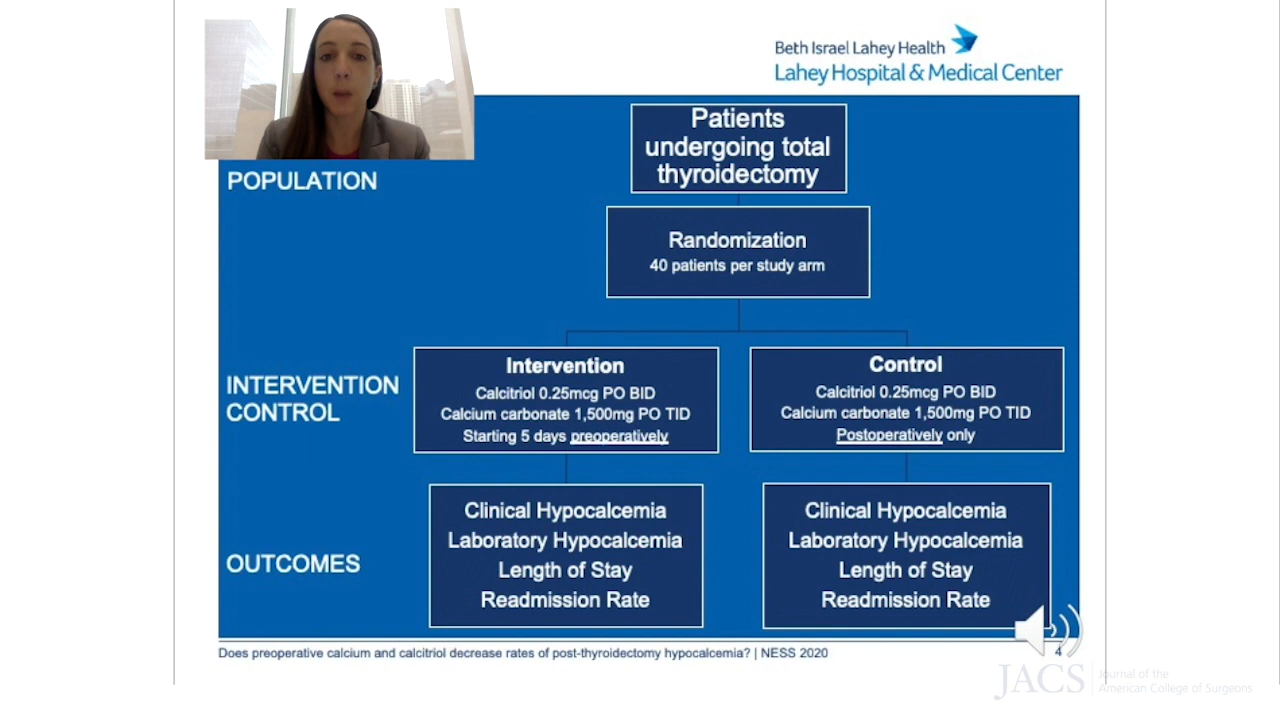 Beth Israel Lahey Health
Lahey Hospital & Medical Center
POPULATION
Patients
undergoing total
thyroidectomy
Randomization
40 patients per study arm
INTERVENTION
CONTROL
Intervention
Calcitriol 0.25mcg PO BID
Calcium carbonate 1,500mg PO TID
Starting 5 days preoperatively
Control
Calcitriol 0.25mcg PO BID
Calcium carbonate 1,500mg PO TID
Postoperatively only
OUTCOMES
Clinical Hypocalcemia
Laboratory Hypocalcemia
Length of Stay
Readmission Rate
Clinical Hypocalcemia
Laboratory Hypocalcemia
Length of Stay
Readmission Rate
Does preoperative calcium and calcitriol decrease rates of post-thyroidectomy hypocalcemia? | NESS 2020
4
JACS
Journal of the
American College of Surgeons